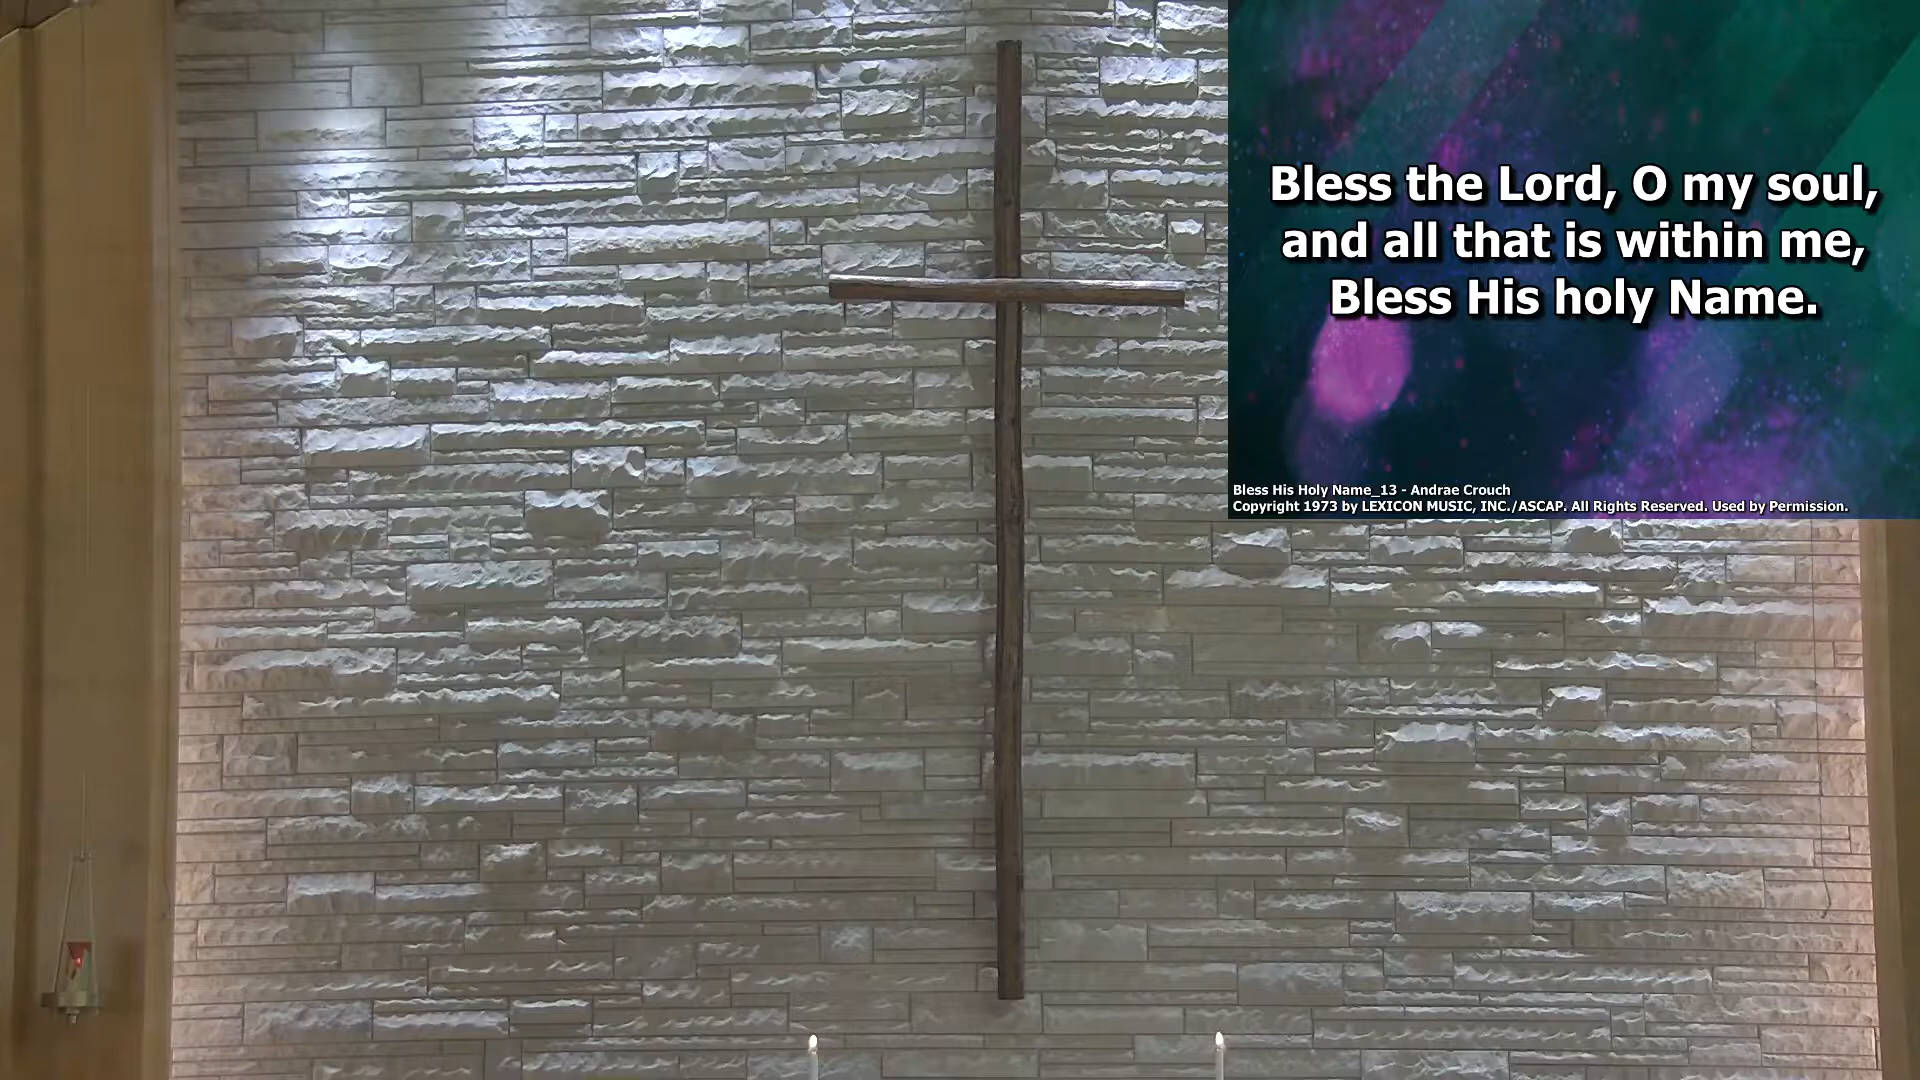 Bless the Lord, O my soul,
and all that is within me,
Bless His holy Name.
Bless His Holy Name_13 - Andrae Crouch
Copyright 1973 by LEXICON MUSIC, INC./ASCAP. All Rights Reserved. Used by Permission.